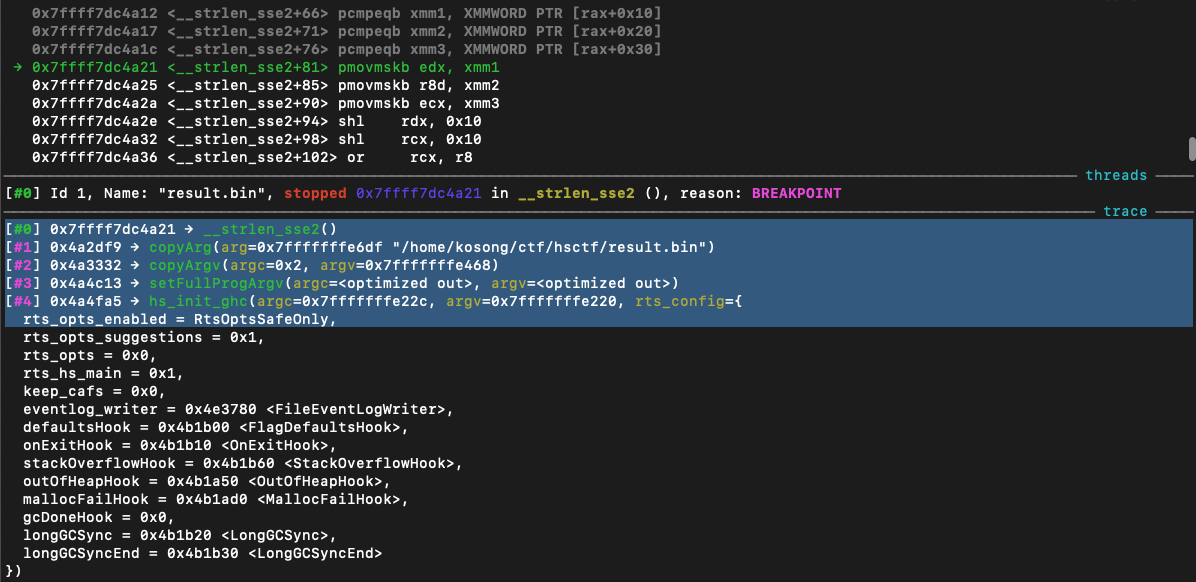 0x7ffff7dc4a12 <__strlen_sse2+66> pcmpeqb xmm1, XMMWORD PTR [rax+0x10]
0x7ffff7dc4a17 <__strlen_sse2+71> pcmpeqb xmm2, XMMWORD PTR [rax+0x20]
0x7ffff7dc4a1c <__strlen_sse2+76> pcmpeqb xmm3, XMMWORD PTR [rax+0x30]
→ 0x7ffff7dc4a21 <__strlen_sse2+81> pmovmskb edx, xmm1
0x7ffff7dc4a25 <__strlen_sse2+85> pmovmskb r8d, xmm2
0x7ffff7dc4a2a <__strlen_sse2+90> pmovmskb ecx, xmm3
0x7ffff7dc4a2e <__strlen_sse2+94> shl    rdx, 0x10
0x7ffff7dc4a32 <__strlen_sse2+98> shl    rcx, 0x10
0x7ffff7dc4a36 <__strlen_sse2+102> or     rcx, r8
threads
[#0] Id 1, Name: "result.bin", stopped 0x7ffff7dc4a21 in __strlen_sse2 (), reason: BREAKPOINT
trace
[#0] 0x7ffff7dc4a21 → __strlen_sse2()
[#1] 0x4a2df9 → copyArg(arg=0x7fffffffe6df "/home/kosong/ctf/hsctf/result.bin")
[#2] 0x4a3332 → copyArgv(argc=0x2, argv=0x7fffffffe468)
[#3] 0x4a4c13 → setFullProgArgv(argc=<optimized out>, argv=<optimized out>)
[#4] 0x4a4fa5 → hs_init_ghc(argc=0x7fffffffe22c, argv=0x7fffffffe220, rts_config={
rts_opts_enabled = RtsOptsSafeOnly,
rts_opts_suggestions = 0x1,
rts_opts = 0x0,
rts_hs_main = 0x1,
keep_cafs = 0x0,
eventlog_writer = 0x4e3780 <FileEventLogWriter>,
defaultsHook = 0x4b1b00 <FlagDefaultsHook>,
onExitHook = 0x4b1b10 <OnExitHook>,
stackOverflowHook = 0x4b1b60 <StackOverflowHook>,
outOfHeapHook = 0x4b1a50 <OutOfHeapHook>,
mallocFailHook = 0x4b1ad0 <MallocFailHook>,
gcDoneHook = 0x0,
longGCSync = 0x4b1b20 <LongGCSync>,
longGCSyncEnd = 0x4b1b30 <LongGCSyncEnd>
})